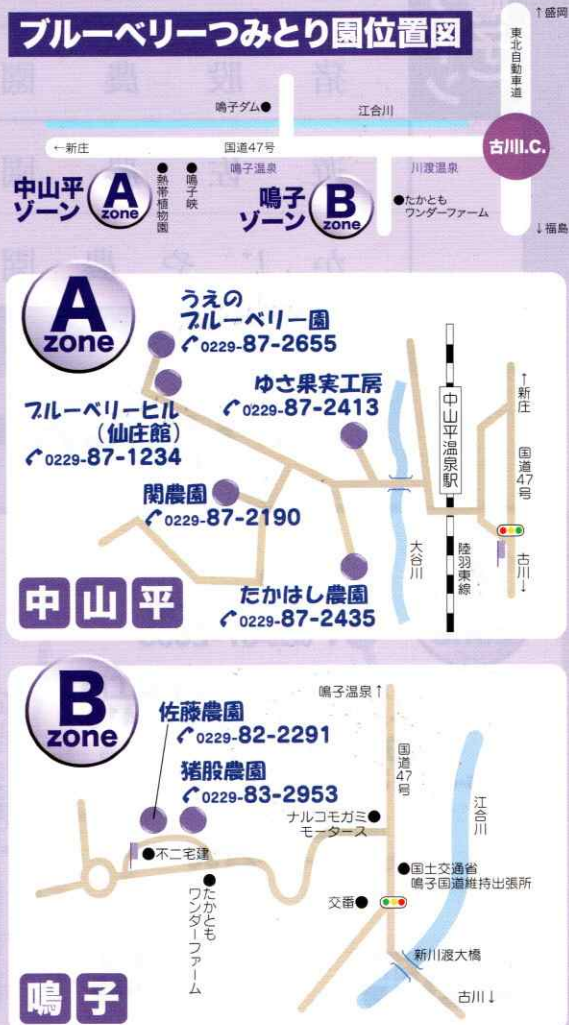 ブルーベリーつみとり園位置図
↑盛岡
東北自動車道
鳴子ダム●
江合川
←新庄
国道47号
鳴子温泉
川渡温泉
古川I.C.
中山平
ゾーン
A
zone
●熱帯植物園
●鳴子峡
鳴子
ゾーン
B
zone
●たかとも
ワンダーファーム
↓福島
A
zone
うえの
ブルーベリー園
0229-87-2655
ブルーベリーヒル
(仙庄館)
0229-87-1234
ゆさ果実工房
0229-87-2413
関農園
0229-87-2190
たかはし農園
0229-87-2435
中山平温泉駅
↑新庄
国道47号
古川↓
大谷川
陸羽東線
中山平
B
zone
佐藤農園
0229-82-2291
猪股農園
0229-83-2953
鳴子温泉↑
国道47号
江合川
ナルコモガミ●
モータース
●不二宅建
●たかとも
ワンダーファーム
●国土交通省
鳴子国道維持出張所
交番●
新川渡大橋
古川↓
鳴子